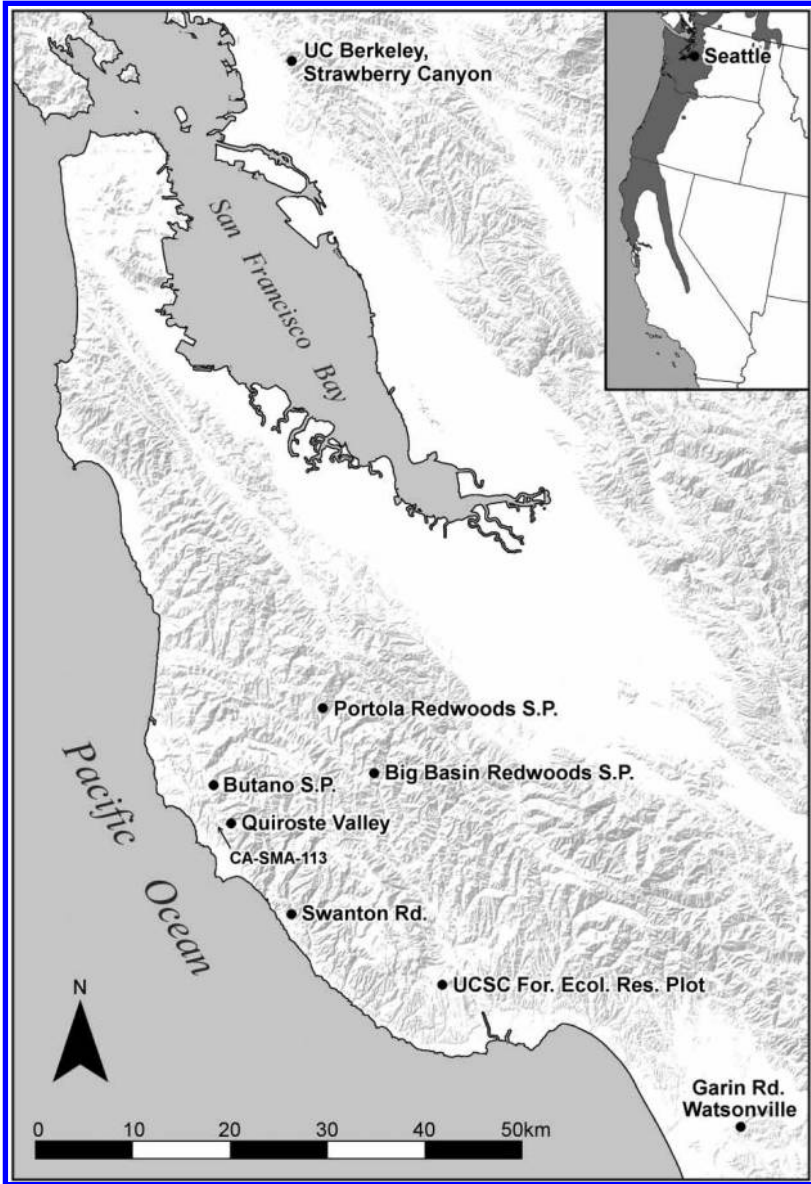 UC Berkeley,
Strawberry Canyon
Seattle
San Francisco Bay
Portola Redwoods S.P.
Big Basin Redwoods S.P.
Butano S.P.
Quiroste Valley
CA-SMA-113
Pacific Ocean
Swanton Rd.
UCSC For. Ecol. Res. Plot
N
Garin Rd.
Watsonville
0 10 20 30 40 50km